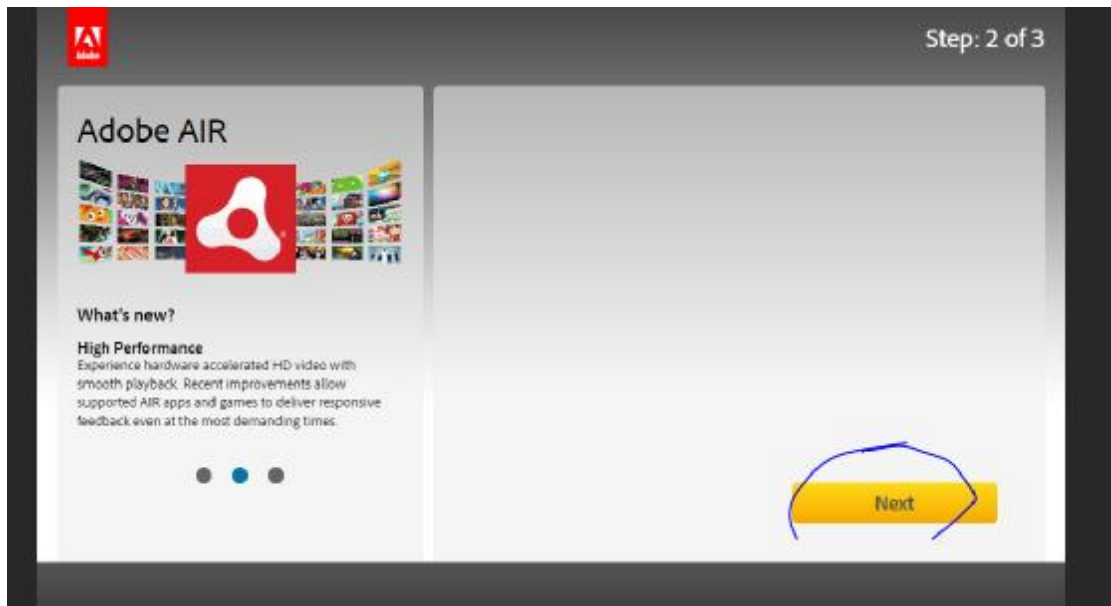 Adobe
Step: 2 of 3
Adobe AIR
What's new?
High Performance
Experience hardware accelerated HD video with
smooth playback. Recent improvements allow
supported AIR apps and games to deliver responsive
feedback even at the most demanding times.
Next